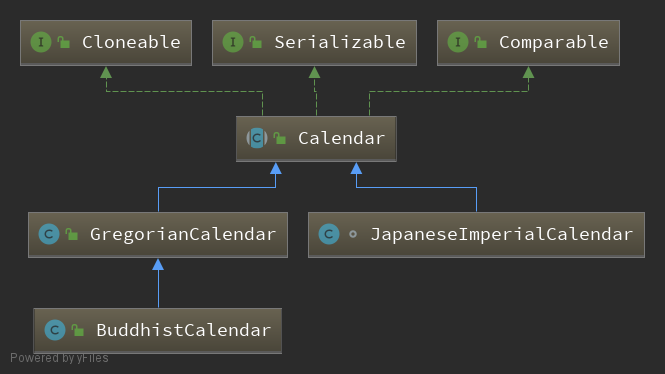 I Cloneable
I Serializable
I Comparable
C Calendar
C GregorianCalendar
C JapaneseImperialCalendar
C BuddhistCalendar
Powered by yFiles